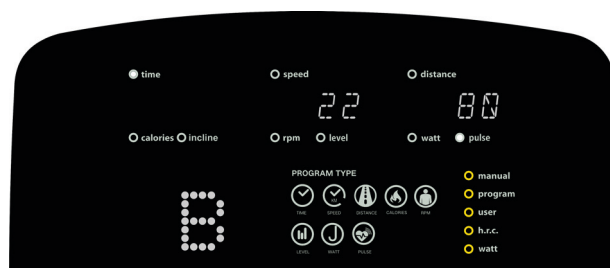 time speed distance
22 80
calories incline rpm level watt pulse
PROGRAM TYPE
manual
program
KM
TIME SPEED DISTANCE CALORIES RPM
user
B
h.r.c.
LEVEL WATT PULSE
watt